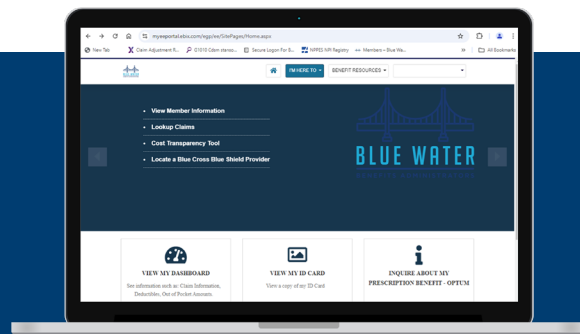 myeeportal.ebix.com/egp/ee/SitePages/Home.aspx
New Tab
Claim Adjustment R...
Secure Logon For B...
NPPES NPI Registry
Members – Blue Wa...
All Bookmarks
I'M HERE TO
BENEFIT RESOURCES
• View Member Information
• Lookup Claims
• Cost Transparency Tool
• Locate a Blue Cross Blue Shield Provider
BLUE WATER
VIEW MY DASHBOARD
See information such as: Claim Information,
Deductibles, Out of Pocket Amounts.
VIEW MY ID CARD
View a copy of my ID Card
INQUIRE ABOUT MY
PRESCRIPTION BENEFIT - OPTUM